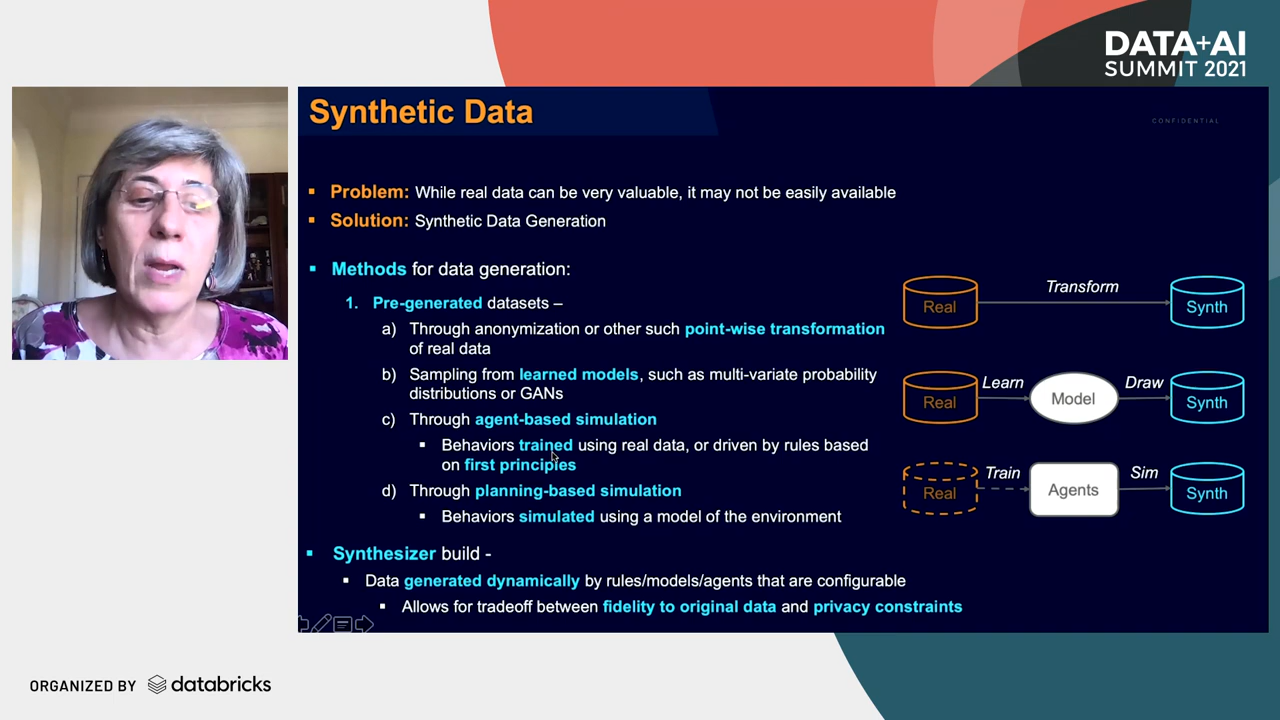 DATA+AI
SUMMIT 2021
Synthetic Data
CONFIDENTIAL
▪ Problem: While real data can be very valuable, it may not be easily available
▪ Solution: Synthetic Data Generation
▪ Methods for data generation:
1. Pre-generated datasets –
a) Through anonymization or other such point-wise transformation
of real data
b) Sampling from learned models, such as multi-variate probability
distributions or GANs
c) Through agent-based simulation
▪ Behaviors trained using real data, or driven by rules based
on first principles
d) Through planning-based simulation
▪ Behaviors simulated using a model of the environment
▪ Synthesizer build -
▪ Data generated dynamically by rules/models/agents that are configurable
▪ Allows for tradeoff between fidelity to original data and privacy constraints
Real Transform Synth
Real Learn Model Draw Synth
Real Train Agents Sim Synth
ORGANIZED BY databricks